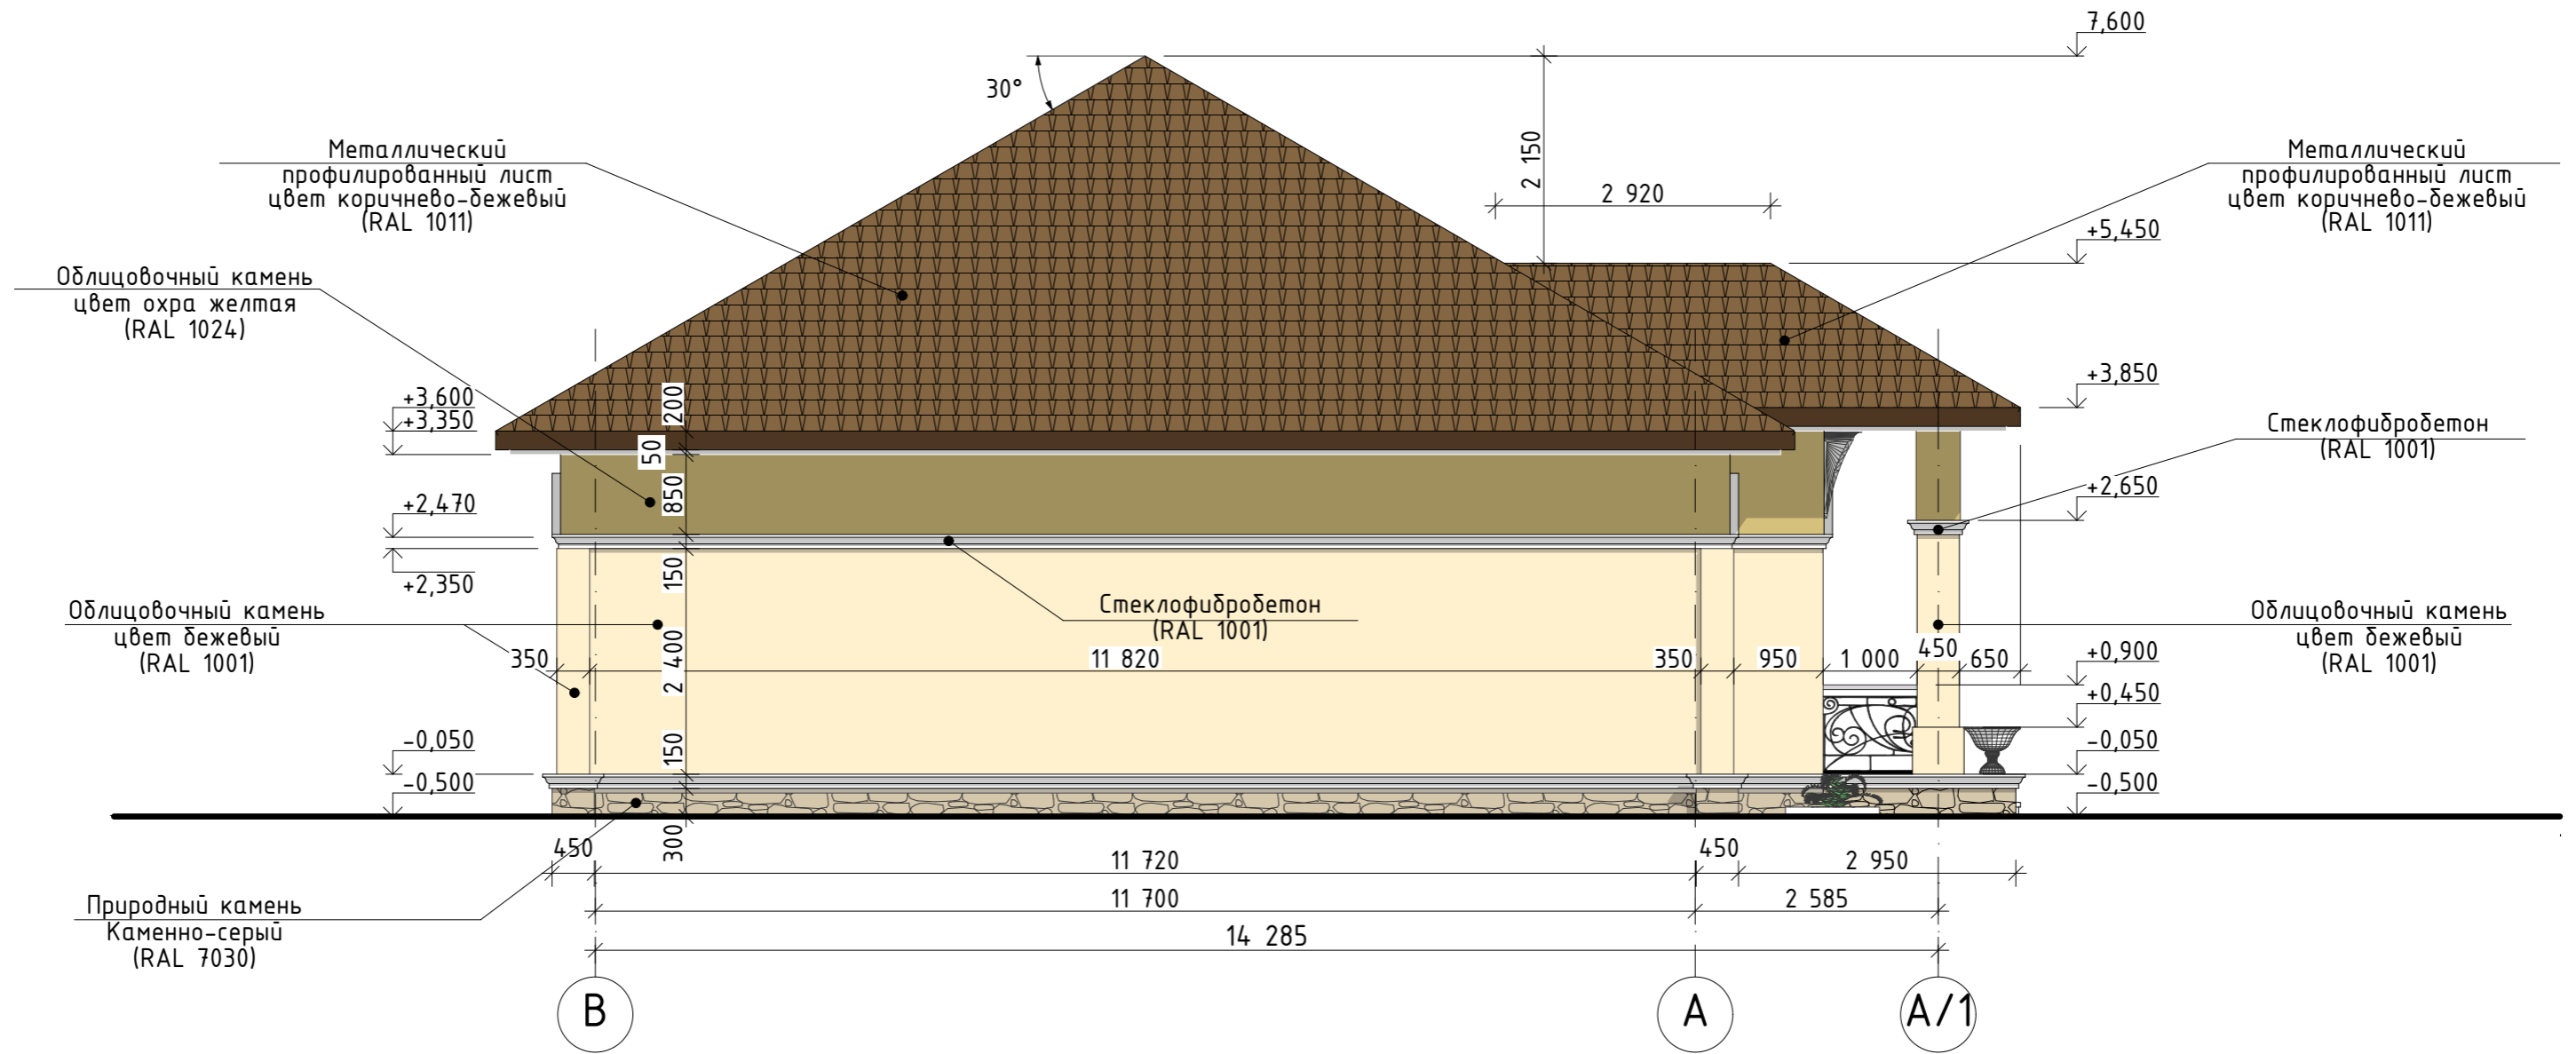 7,600
30°
Металлический
профилированный лист
цвет коричнево-бежевый
(RAL 1011)
2 150
2 920
Металлический
профилированный лист
цвет коричнево-бежевый
(RAL 1011)
+5,450
Облицовочный камень
цвет охра желтая
(RAL 1024)
+3,850
+3,600
+3,350
200
50
850
Стеклофибробетон
(RAL 1001)
+2,470
+2,650
+2,350
150
Облицовочный камень
цвет бежевый
(RAL 1001)
Стеклофибробетон
(RAL 1001)
Облицовочный камень
цвет бежевый
(RAL 1001)
350
2 400
11 820
350
950
1 000
450
650
+0,900
+0,450
-0,050
150
-0,050
-0,500
-0,500
300
450
11 720
450
2 950
Природный камень
Каменно-серый
(RAL 7030)
11 700
2 585
14 285
В
А
А/1